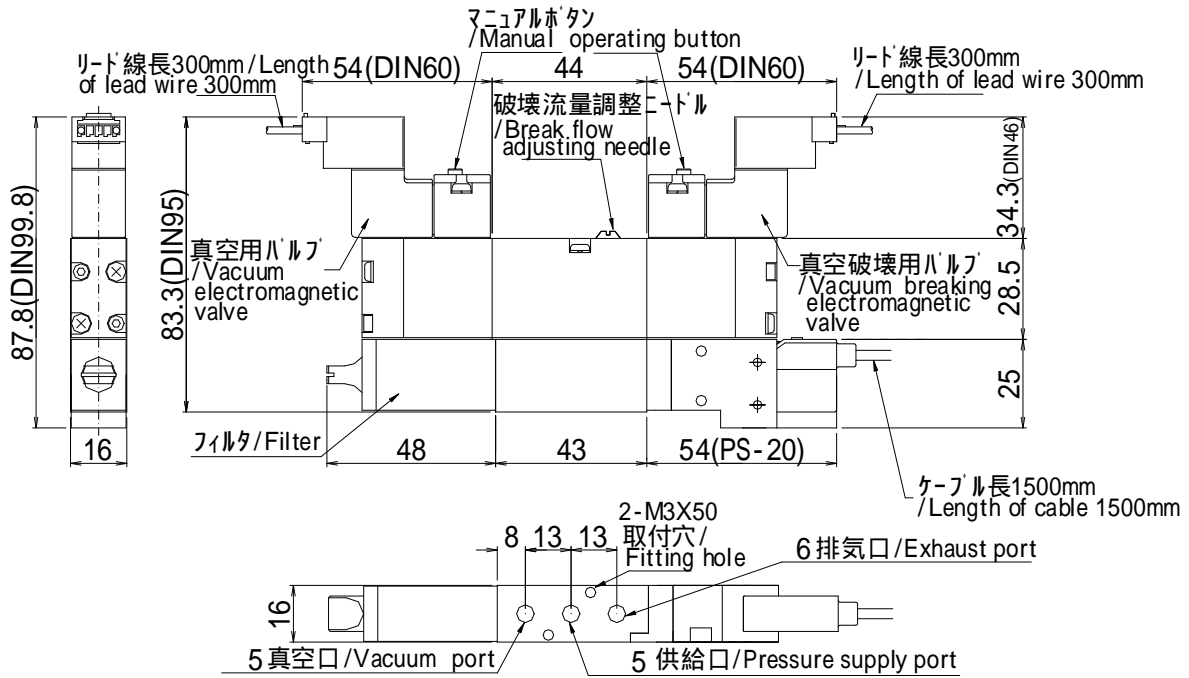 マニュアルボタン
/Manual operating button
リード線長300mm/Length
of lead wire 300mm
54(DIN60)
44
54(DIN60)
リード線長300mm
/Length of lead wire 300mm
破壊流量調整ニードル
/Break flow
adjusting needle
87.8(DIN99.8)
83.3(DIN95)
34.3(DIN46)
28.5
25
真空用バルブ
/Vacuum
electromagnetic
valve
真空破壊用バルブ
/Vacuum breaking
electromagnetic
valve
フィルタ/Filter
16
48
43
54(PS-20)
ケーブル長1500mm
/Length of cable 1500mm
2-M3X50
取付穴/
Fitting hole
8
13
13
6排気口/Exhaust port
16
5真空口/Vacuum port
5 供給口/Pressure supply port